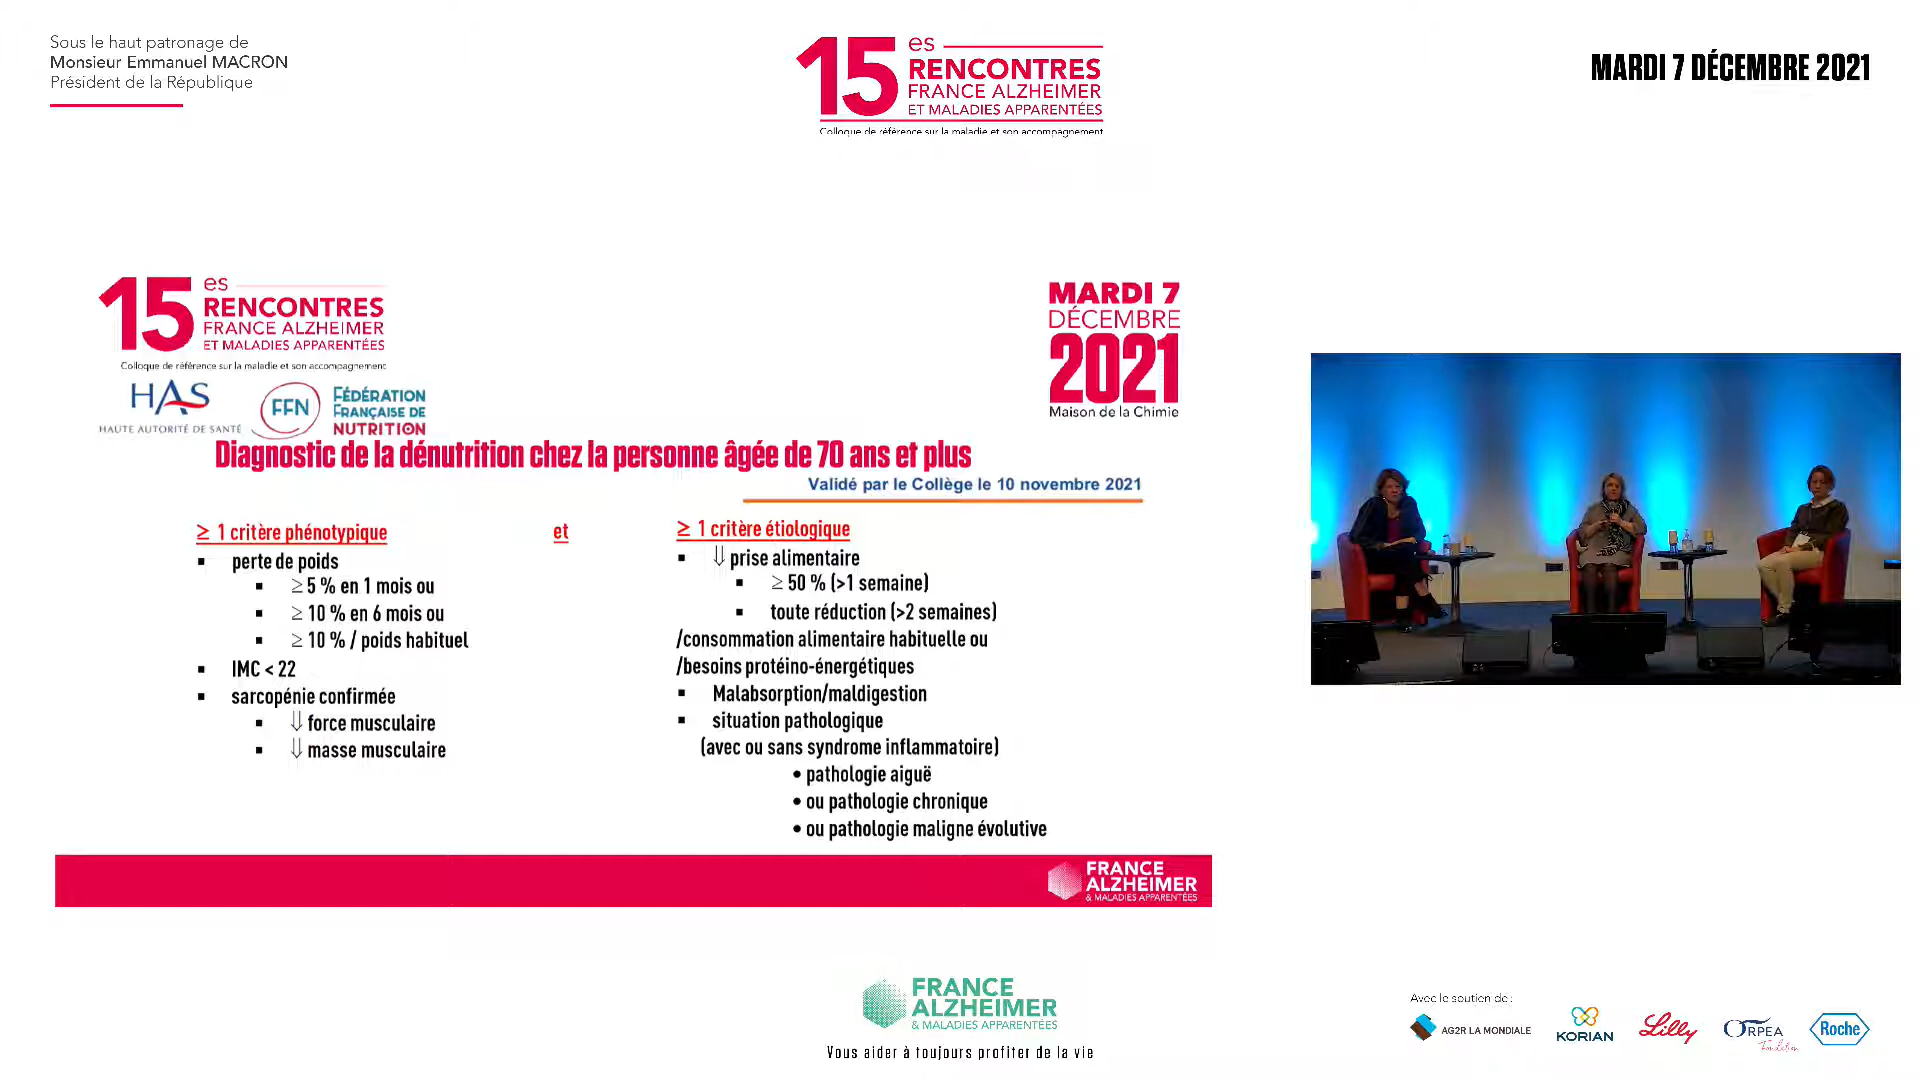 Sous le haut patronage de
Monsieur Emmanuel MACRON
Président de la République
15es RENCONTRES
FRANCE ALZHEIMER
ET MALADIES APPARENTÉES
Colloque de référence sur la maladie et son accompagnement
MARDI 7 DÉCEMBRE 2021
15es RENCONTRES
FRANCE ALZHEIMER
ET MALADIES APPARENTÉES
Colloque de référence sur la maladie et son accompagnement
MARDI 7
DÉCEMBRE
2021
Maison de la Chimie
HAS
HAUTE AUTORITÉ DE SANTÉ
FFN
FÉDÉRATION
FRANÇAISE DE
NUTRITION
Diagnostic de la dénutrition chez la personne âgée de 70 ans et plus
Validé par le Collège le 10 novembre 2021
≥ 1 critère phénotypique
▪ perte de poids
▪ ≥ 5 % en 1 mois ou
▪ ≥ 10 % en 6 mois ou
▪ ≥ 10 % / poids habituel
▪ IMC < 22
▪ sarcopénie confirmée
▪ ⇓ force musculaire
▪ ⇓ masse musculaire
et
≥ 1 critère étiologique
▪ ⇓ prise alimentaire
▪ ≥ 50 % (>1 semaine)
▪ toute réduction (>2 semaines)
/consommation alimentaire habituelle ou
/besoins protéino-énergétiques
▪ Malabsorption/maldigestion
▪ situation pathologique
(avec ou sans syndrome inflammatoire)
• pathologie aiguë
• ou pathologie chronique
• ou pathologie maligne évolutive
FRANCE
ALZHEIMER
& MALADIES APPARENTÉES
FRANCE
ALZHEIMER
& MALADIES APPARENTÉES
Vous aider à toujours profiter de la vie
Avec le soutien de :
AG2R LA MONDIALE
KORIAN
Lilly
ORPEA
Fondation
Roche